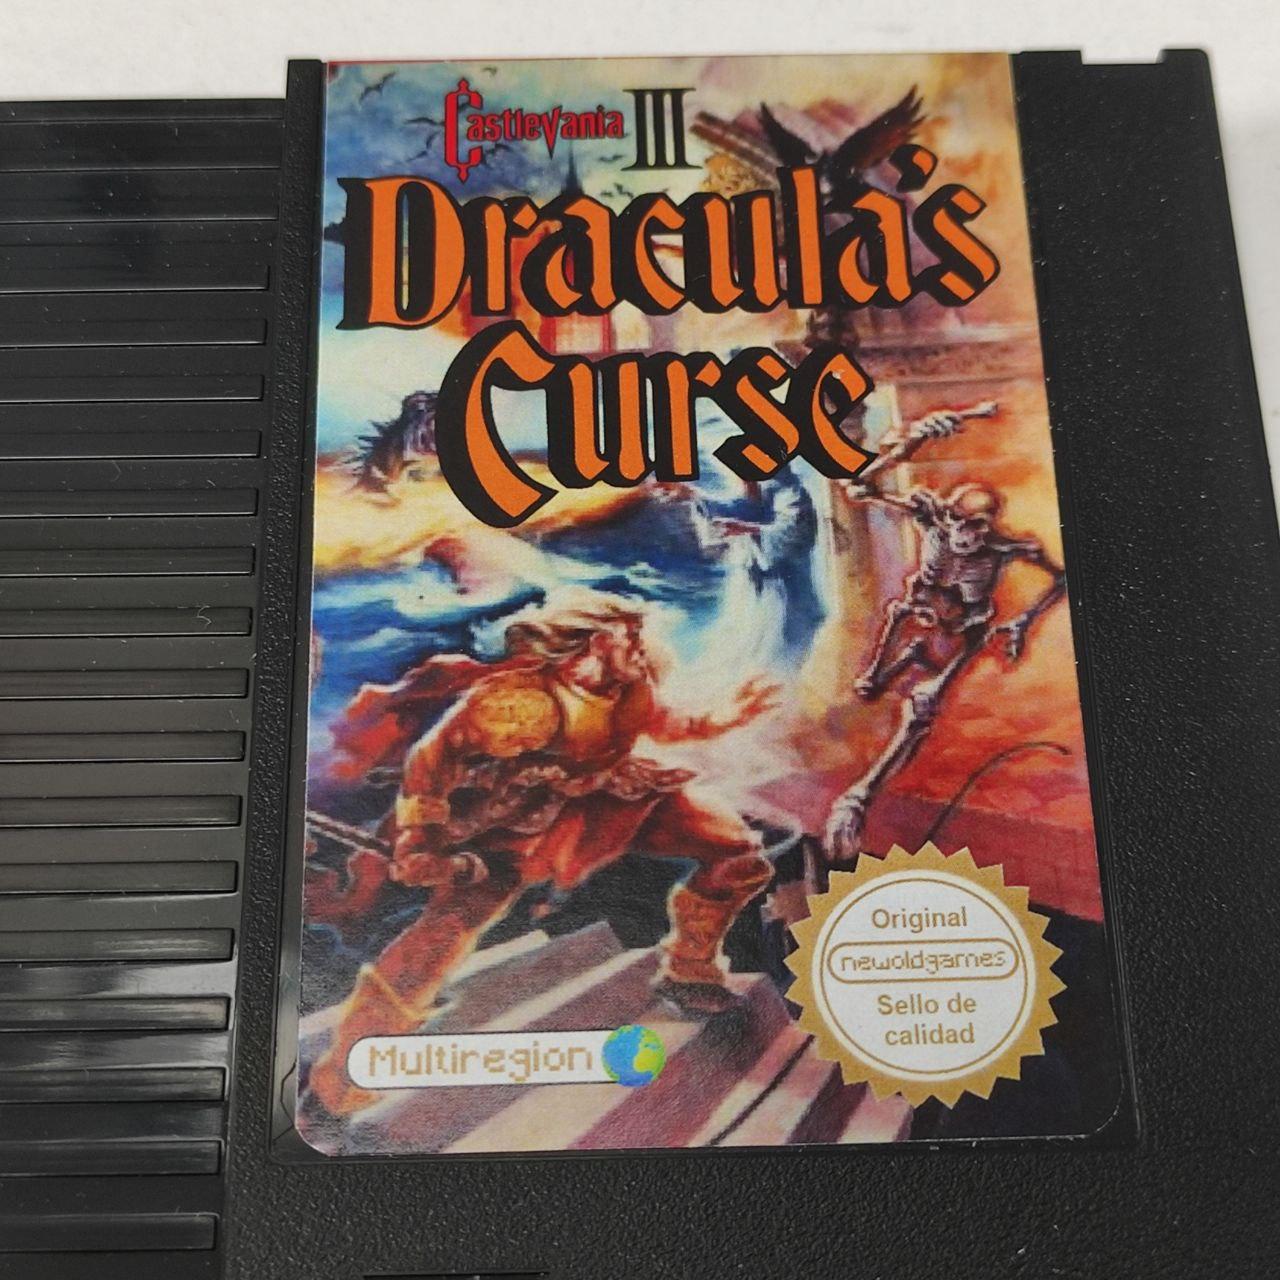 Castlevania III
Dracula's
Curse
Original
newoldgames
Sello de
calidad
Multiregion